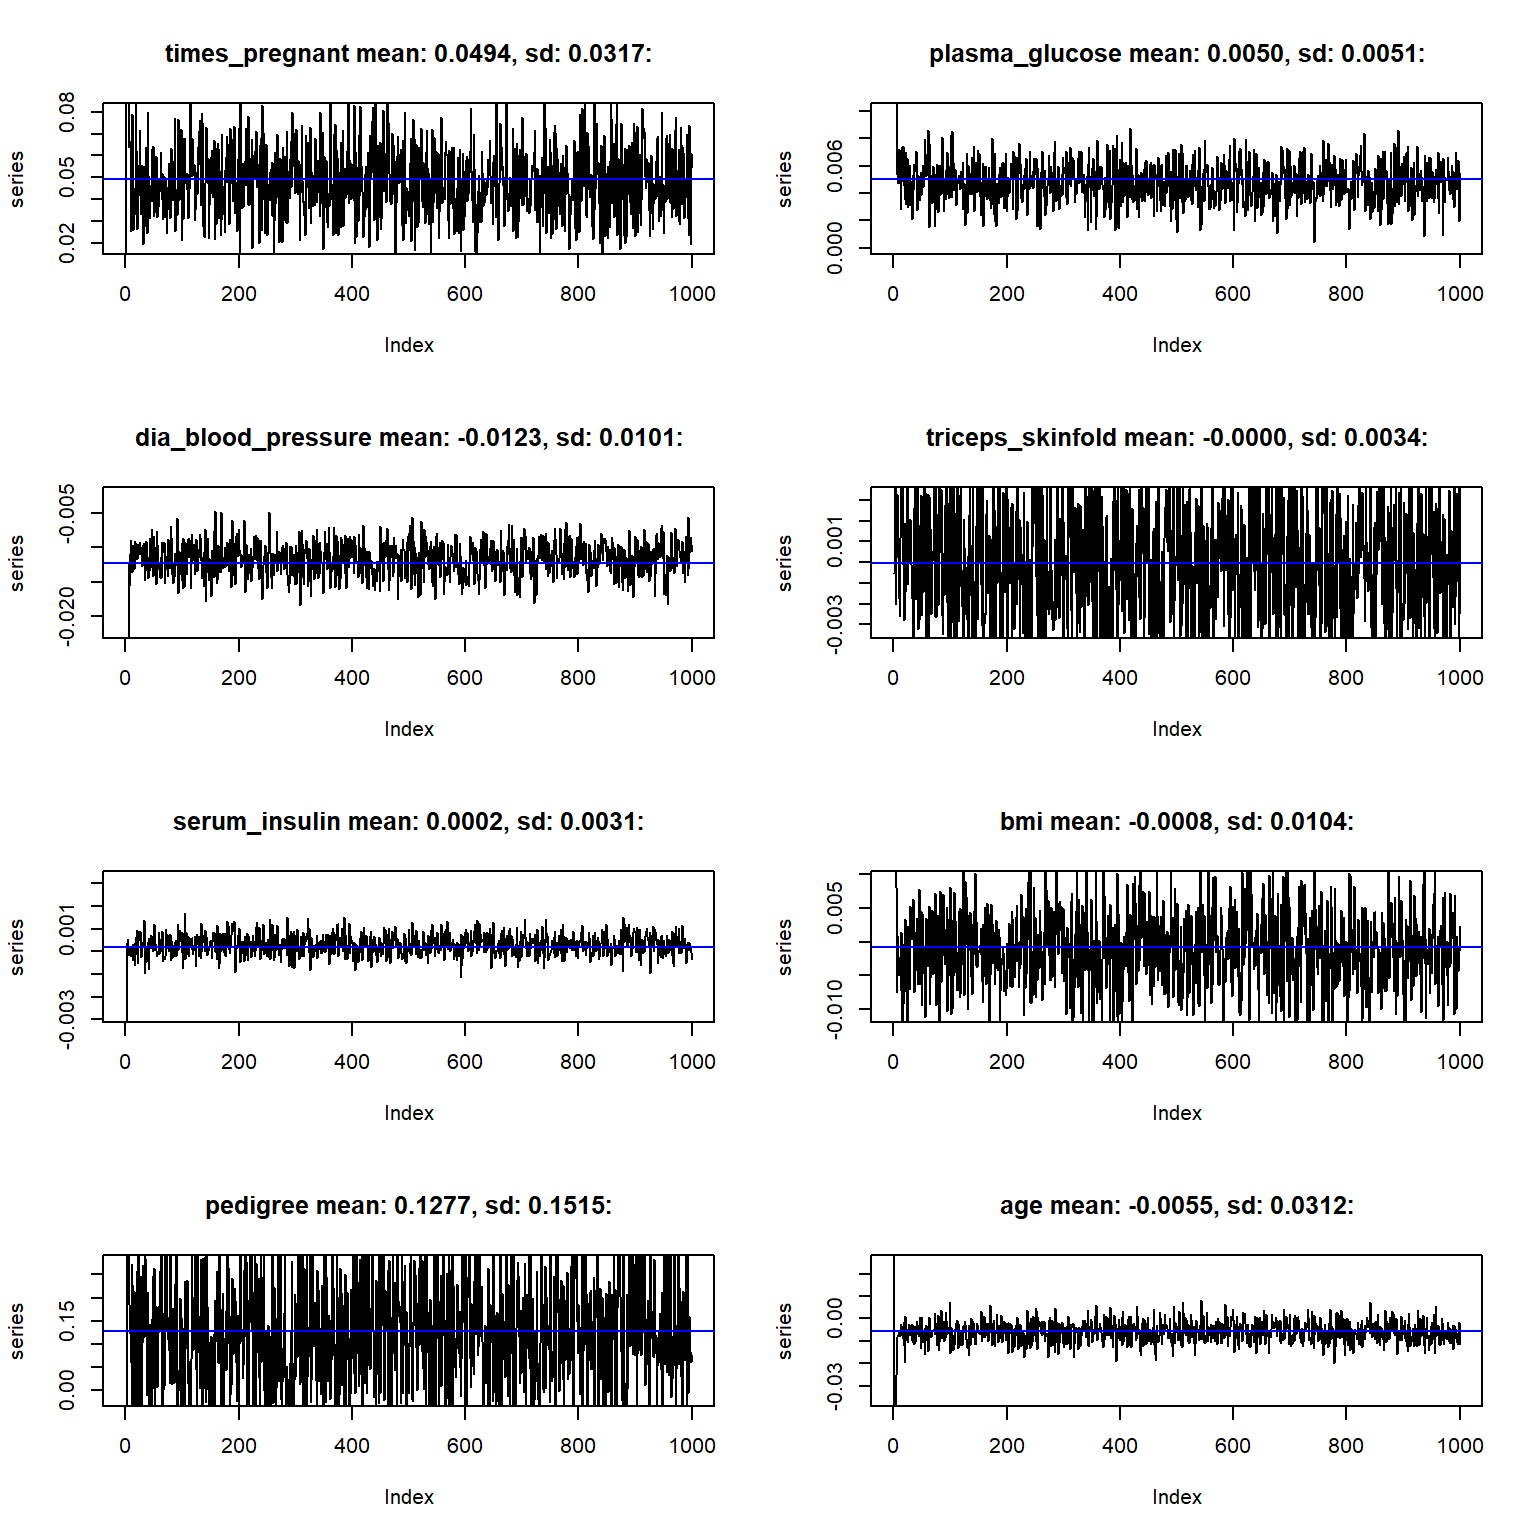 times_pregnant mean: 0.0494, sd: 0.0317:
series
0.02 0.05 0.08
0 200 400 600 800 1000
Index
plasma_glucose mean: 0.0050, sd: 0.0051:
series
0.000 0.006
0 200 400 600 800 1000
Index
dia_blood_pressure mean: -0.0123, sd: 0.0101:
series
-0.020 -0.005
0 200 400 600 800 1000
Index
triceps_skinfold mean: -0.0000, sd: 0.0034:
series
-0.003 0.001
0 200 400 600 800 1000
Index
serum_insulin mean: 0.0002, sd: 0.0031:
series
-0.003 0.001
0 200 400 600 800 1000
Index
bmi mean: -0.0008, sd: 0.0104:
series
-0.010 0.005
0 200 400 600 800 1000
Index
pedigree mean: 0.1277, sd: 0.1515:
series
0.00 0.15
0 200 400 600 800 1000
Index
age mean: -0.0055, sd: 0.0312:
series
-0.03 0.00
0 200 400 600 800 1000
Index